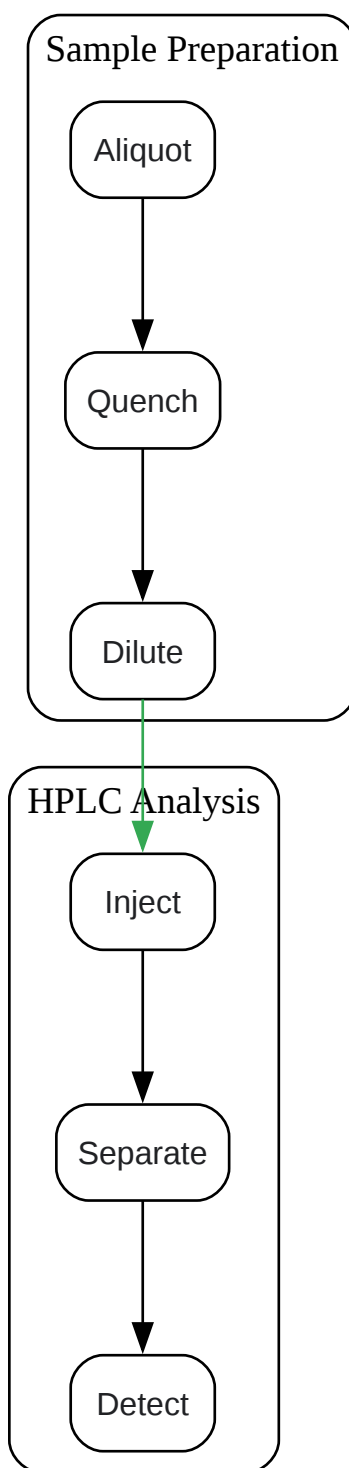 Sample Preparation
Aliquot
Quench
Dilute
HPLC Analysis
Inject
Separate
Detect